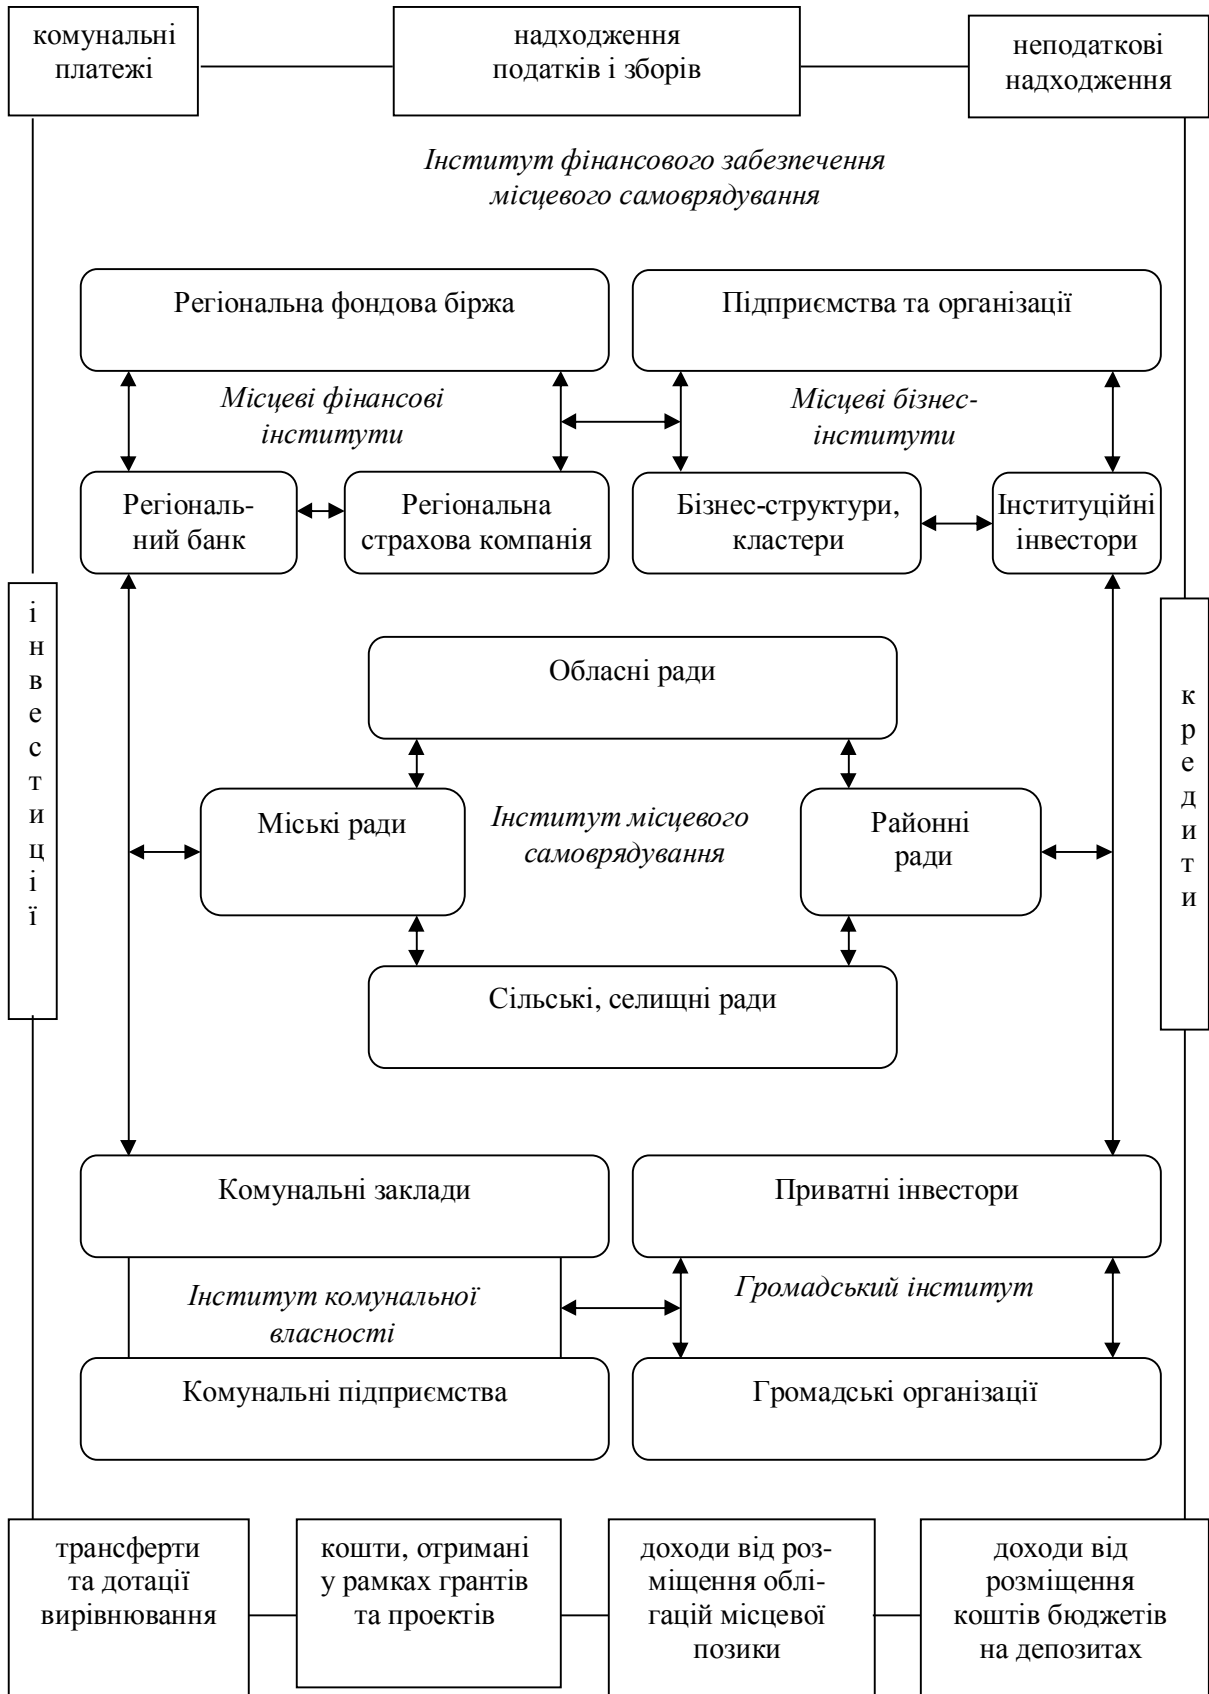 комунальні
платежі
надходження
податків і зборів
неподаткові
надходження
Інститут фінансового забезпечення
місцевого самоврядування
Регіональна фондова біржа
Підприємства та організації
Місцеві фінансові
інститути
Місцеві бізнес-
інститути
Регіональ-
ний банк
Регіональна
страхова компанія
Бізнес-структури,
кластери
Інституційні
інвестори
інвестиції
кредити
Обласні ради
Міські ради
Інститут місцевого
самоврядування
Районні
ради
Сільські, селищні ради
Комунальні заклади
Приватні інвестори
Інститут комунальної
власності
Громадський інститут
Комунальні підприємства
Громадські організації
трансферти
та дотації
вирівнювання
кошти, отримані
у рамках грантів
та проектів
доходи від роз-
міщення облі-
гацій місцевої
позики
доходи від
розміщення
коштів бюджетів
на депозитах